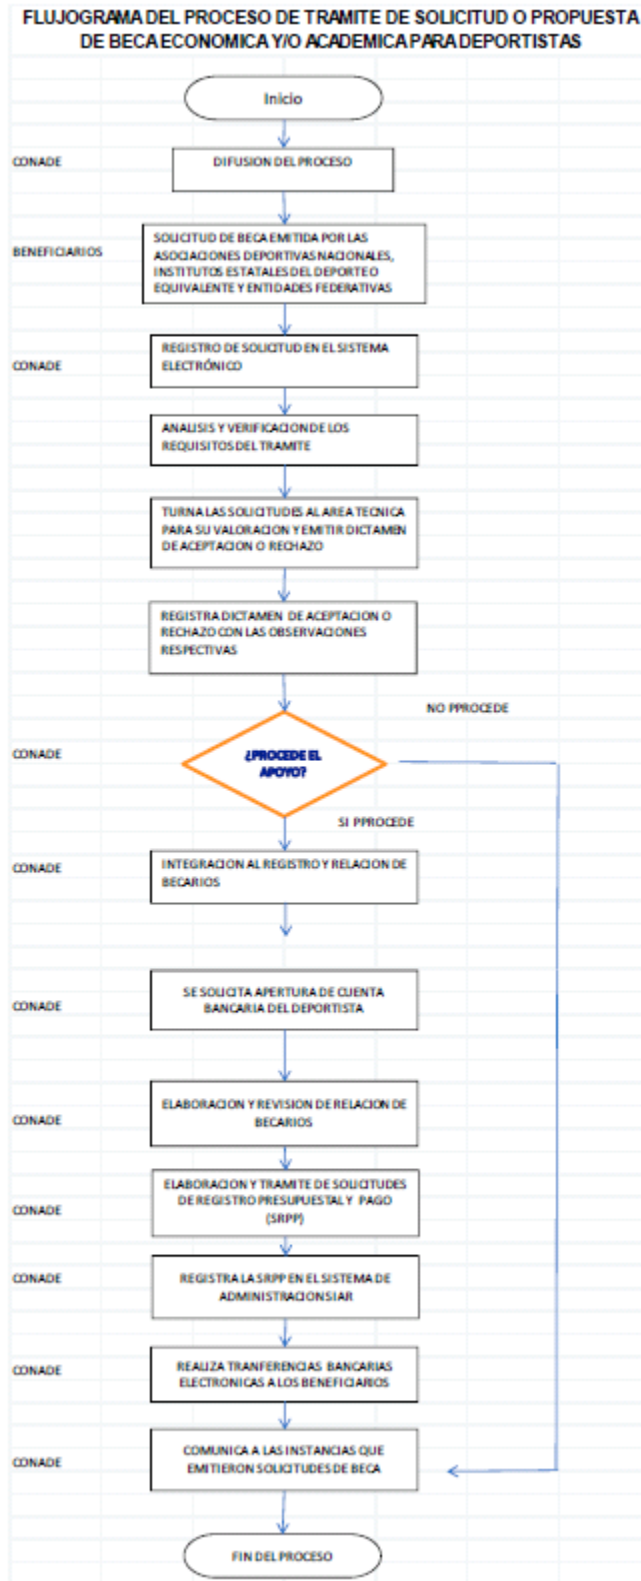 FLUJOGRAMA DEL PROCESO DE TRAMITE DE SOLICITUD O PROPUESTA
DE BECA ECONOMICA Y/O ACADEMICA PARA DEPORTISTAS
Inicio
CONADE
DIFUSION DEL PROCESO
BENEFICIARIOS
SOLICITUD DE BECA EMITIDA POR LAS
ASOCIACIONES DEPORTIVAS NACIONALES,
INSTITUTOS ESTATALES DEL DEPORTE O
EQUIVALENTE Y ENTIDADES FEDERATIVAS
CONADE
REGISTRO DE SOLICITUD EN EL SISTEMA
ELECTRÓNICO
ANALISIS Y VERIFICACION DE LOS
REQUISITOS DEL TRAMITE
TURNA LAS SOLICITUDES AL AREA TECNICA
PARA SU VALORACION Y EMITIR DICTAMEN
DE ACEPTACION O RECHAZO
REGISTRA DICTAMEN DE ACEPTACION O
RECHAZO CON LAS OBSERVACIONES
RESPECTIVAS
NO PPROCEDE
CONADE
¿PROCEDE EL
APOYO?
SI PPROCEDE
CONADE
INTEGRACION AL REGISTRO Y RELACION DE
BECARIOS
CONADE
SE SOLICITA APERTURA DE CUENTA
BANCARIA DEL DEPORTISTA
CONADE
ELABORACION Y REVISION DE RELACION DE
BECARIOS
CONADE
ELABORACION Y TRAMITE DE SOLICITUDES
DE REGISTRO PRESUPUESTAL Y PAGO
(SRPP)
CONADE
REGISTRA LA SRPP EN EL SISTEMA DE
ADMINISTRACION SIAR
CONADE
REALIZA TRANFERENCIAS BANCARIAS
ELECTRONICAS A LOS BENEFICIARIOS
CONADE
COMUNICA A LAS INSTANCIAS QUE
EMITIERON SOLICITUDES DE BECA
FIN DEL PROCESO